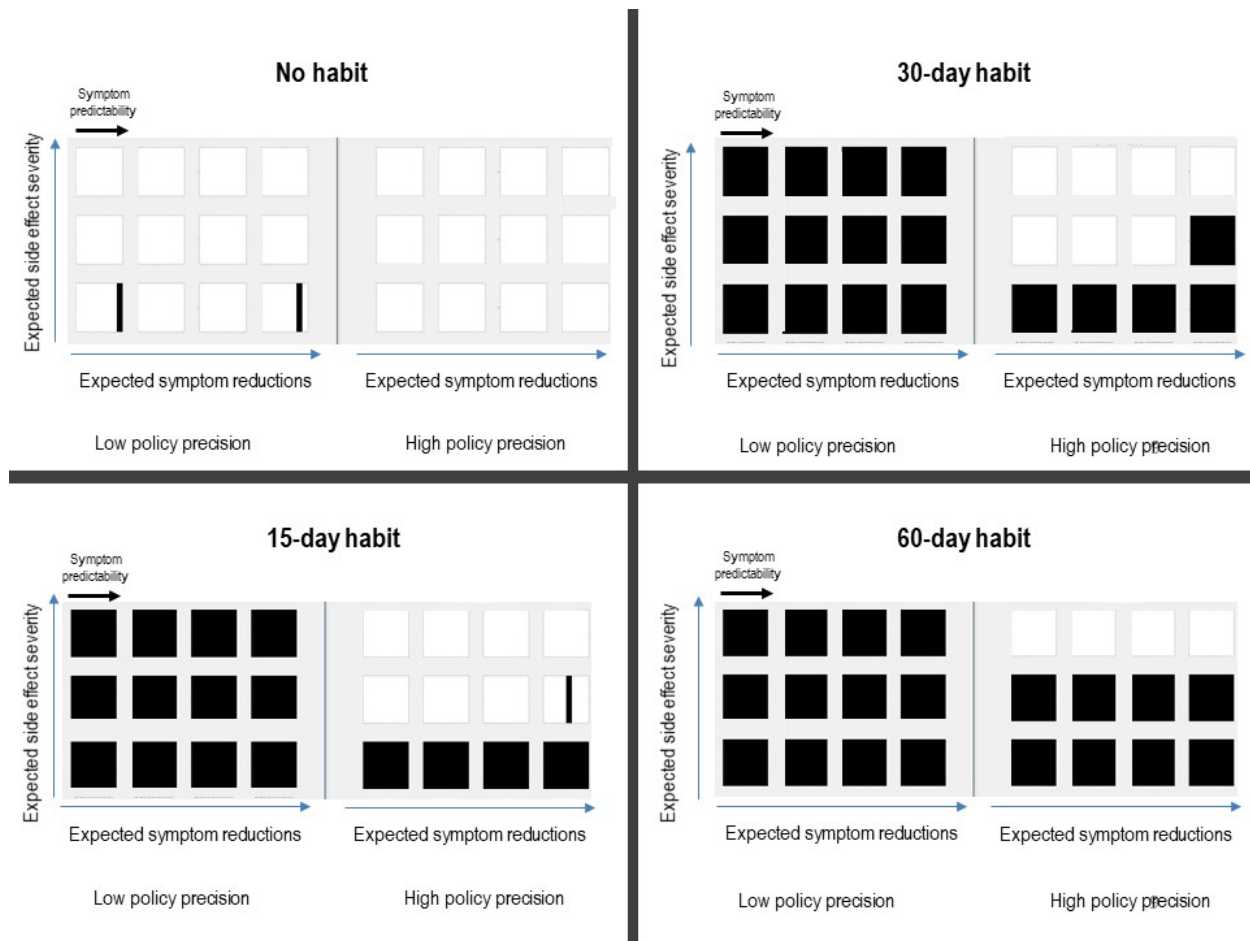 No habit
Symptom
predictability
Expected side effect severity
Expected symptom reductions
Expected symptom reductions
Low policy precision
High policy precision
30-day habit
Symptom
predictability
Expected side effect severity
Expected symptom reductions
Expected symptom reductions
Low policy precision
High policy precision
15-day habit
Symptom
predictability
Expected side effect severity
Expected symptom reductions
Expected symptom reductions
Low policy precision
High policy precision
60-day habit
Symptom
predictability
Expected side effect severity
Expected symptom reductions
Expected symptom reductions
Low policy precision
High policy precision